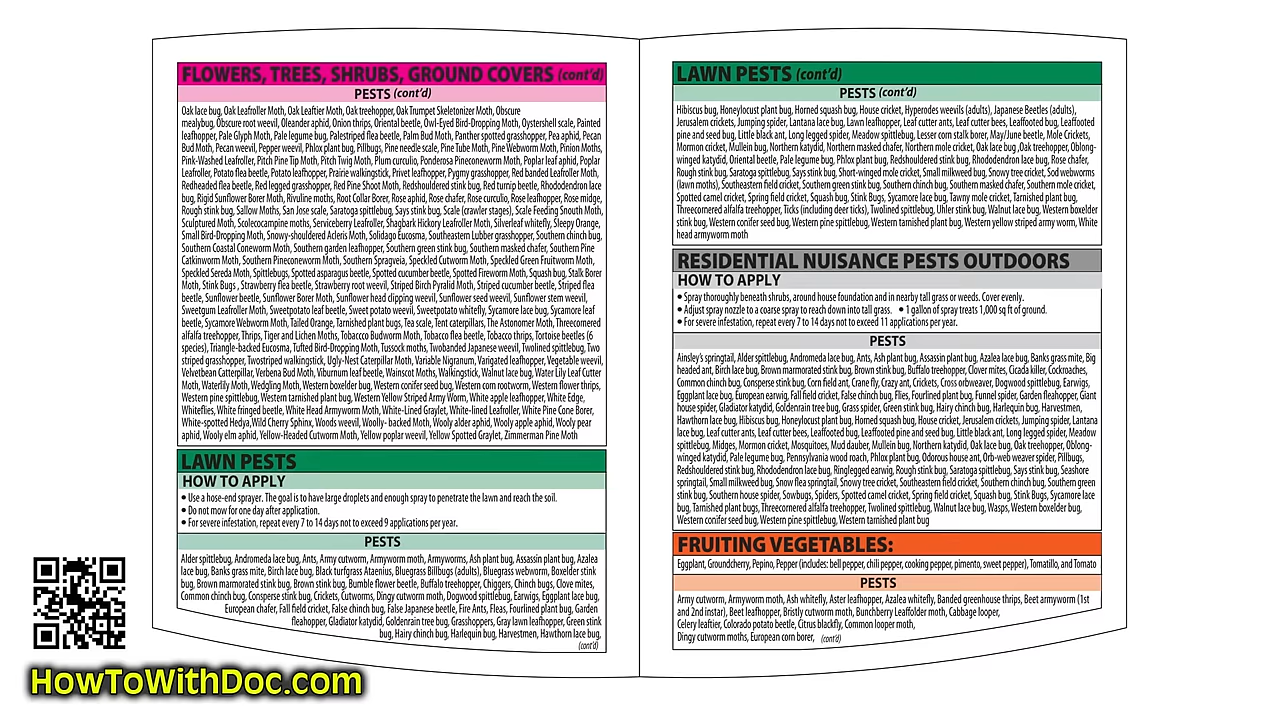 FLOWERS, TREES, SHRUBS, GROUND COVERS (cont'd)
PESTS (cont'd)
Oak lace bug, Oak Leafroller Moth, Oak Leaftier Moth, Oak treehopper, Oak Trumpet Skeletonizer Moth, Obscure
mealybug, Obscure root weevil, Oleander aphid, Onion thrips, Oriental beetle, Owl-Eyed Bird-Dropping Moth, Oystershell scale, Painted
leafhopper, Pale Glyph Moth, Pale legume bug, Palestriped flea beetle, Palm Bud Moth, Panther spotted grasshopper, Pea aphid, Pecan
Bud Moth, Pecan weevil, Pepper weevil, Phlox plant bug, Pillbugs, Pine needle scale, Pine Tube Moth, Pine Webworm Moth, Pinion Moths,
Pink-Washed Leafroller, Pitch Pine Tip Moth, Pitch Twig Moth, Plum curculio, Ponderosa Pineconeworm Moth, Poplar leaf aphid, Poplar
Leafroller, Potato flea beetle, Potato leafhopper, Prairie walkingstick, Privet leafhopper, Pygmy grasshopper, Red banded Leafroller Moth,
Redheaded flea beetle, Red legged grasshopper, Red Pine Shoot Moth, Redshouldered stink bug, Red turnip beetle, Rhododendron lace
bug, Rigid Sunflower Borer Moth, Rivuline moths, Root Collar Borer, Rose aphid, Rose chafer, Rose curculio, Rose leafhopper, Rose midge,
Rough stink bug, Sallow Moths, San Jose scale, Saratoga spittlebug, Says stink bug, Scale (crawler stages), Scale Feeding Snouth Moth,
Sculptured Moth, Scolecocampine moths, Serviceberry Leafroller, Shagbark Hickory Leafroller Moth, Silverleaf whitefly, Sleepy Orange,
Small Bird-Dropping Moth, Snowy-shouldered Acleris Moth, Solidago Eucosma, Southeastern Lubber grasshopper, Southern chinch bug,
Southern Coastal Coneworm Moth, Southern garden leafhopper, Southern green stink bug, Southern masked chafer, Southern Pine
Catkinworm Moth, Southern Pineconeworm Moth, Southern Spragveia, Speckled Cutworm Moth, Speckled Green Fruitworm Moth,
Speckled Sereda Moth, Spittlebugs, Spotted asparagus beetle, Spotted cucumber beetle, Spotted Fireworm Moth, Squash bug, Stalk Borer
Moth, Stink Bugs , Strawberry flea beetle, Strawberry root weevil, Striped Birch Pyralid Moth, Striped cucumber beetle, Striped flea
beetle, Sunflower beetle, Sunflower Borer Moth, Sunflower head clipping weevil, Sunflower seed weevil, Sunflower stem weevil,
Sweetgum Leafroller Moth, Sweetpotato leaf beetle, Sweet potato weevil, Sweetpotato whitefly, Sycamore lace bug, Sycamore leaf
beetle, Sycamore Webworm Moth, Tailed Orange, Tarnished plant bugs, Tea scale, Tent caterpillars, The Astonomer Moth, Threecornered
alfalfa treehopper, Thrips, Tiger and Lichen Moths, Tobacco Budworm Moth, Tobacco flea beetle, Tobacco thrips, Tortoise beetles (6
species), Triangle-backed Eucosma, Tufted Bird-Dropping Moth, Tussock moths, Twobanded Japanese weevil, Twolined spittlebug, Two
striped grasshopper, Twostriped walkingstick, Ugly-Nest Caterpillar Moth, Variable Nigranum, Varigated leafhopper, Vegetable weevil,
Velvetbean Catterpillar, Verbena Bud Moth, Viburnum leaf beetle, Wainscot Moths, Walkingstick, Walnut lace bug, Water Lily Leaf Cutter
Moth, Waterlily Moth, Wedgling Moth, Western boxelder bug, Western conifer seed bug, Western corn rootworm, Western flower thrips,
Western pine spittlebug, Western tarnished plant bug, Western Yellow Striped Army Worm, White apple leafhopper, White Edge,
Whiteflies, White fringed beetle, White Head Armyworm Moth, White-Lined Graylet, White-lined Leafroller, White Pine Cone Borer,
White-spotted Hedya,Wild Cherry Sphinx, Woods weevil, Woolly- backed Moth, Wooly alder aphid, Wooly apple aphid, Wooly pear
aphid, Wooly elm aphid, Yellow-Headed Cutworm Moth, Yellow poplar weevil, Yellow Spotted Graylet, Zimmerman Pine Moth
LAWN PESTS
HOW TO APPLY
• Use a hose-end sprayer. The goal is to have large droplets and enough spray to penetrate the lawn and reach the soil.
• Do not mow for one day after application.
• For severe infestation, repeat every 7 to 14 days not to exceed 9 applications per year.
PESTS
Alder spittlebug, Andromeda lace bug, Ants, Army cutworm, Armyworm moth, Armyworms, Ash plant bug, Assassin plant bug, Azalea
lace bug, Banks grass mite, Birch lace bug, Black turfgrass Ataenius, Bluegrass Billbugs (adults), Bluegrass webworm, Boxelder stink
bug, Brown marmorated stink bug, Brown stink bug, Bumble flower beetle, Buffalo treehopper, Chiggers, Chinch bugs, Clove mites,
Common chinch bug, Consperse stink bug, Crickets, Cutworms, Dingy cutworm moth, Dogwood spittlebug, Earwigs, Eggplant lace bug,
European chafer, Fall field cricket, False chinch bug, False Japanese beetle, Fire Ants, Fleas, Fourlined plant bug, Garden
fleahopper, Gladiator katydid, Goldenrain tree bug, Grasshoppers, Gray lawn leafhopper, Green stink
bug, Hairy chinch bug, Harlequin bug, Harvestmen, Hawthorn lace bug,
(cont'd)
LAWN PESTS (cont'd)
PESTS (cont'd)
Hibiscus bug, Honeylocust plant bug, Horned squash bug, House cricket, Hyperodes weevils (adults), Japanese Beetles (adults),
Jerusalem crickets, Jumping spider, Lantana lace bug, Lawn leafhopper, Leaf cutter ants, Leaf cutter bees, Leaffooted bug, Leaffooted
pine and seed bug, Little black ant, Long legged spider, Meadow spittlebug, Lesser corn stalk borer, May/June beetle, Mole Crickets,
Mormon cricket, Mullein bug, Northern katydid, Northern masked chafer, Northern mole cricket, Oak lace bug ,Oak treehopper, Oblong-
winged katydid, Oriental beetle, Pale legume bug, Phlox plant bug, Redshouldered stink bug, Rhododendron lace bug, Rose chafer,
Rough stink bug, Saratoga spittlebug, Says stink bug, Short-winged mole cricket, Small milkweed bug, Snowy tree cricket, Sod webworms
(lawn moths), Southeastern field cricket, Southern green stink bug, Southern chinch bug, Southern masked chafer, Southern mole cricket,
Spotted camel cricket, Spring field cricket, Squash bug, Stink Bugs, Sycamore lace bug, Tawny mole cricket, Tarnished plant bug,
Threecornered alfalfa treehopper, Ticks (including deer ticks), Twolined spittlebug, Uhler stink bug, Walnut lace bug, Western boxelder
stink bug, Western conifer seed bug, Western pine spittlebug, Western tarnished plant bug, Western yellow striped army worm, White
head armyworm moth
RESIDENTIAL NUISANCE PESTS OUTDOORS
HOW TO APPLY
• Spray thoroughly beneath shrubs, around house foundation and in nearby tall grass or weeds. Cover evenly.
• Adjust spray nozzle to a coarse spray to reach down into tall grass. • 1 gallon of spray treats 1,000 sq ft of ground.
• For severe infestation, repeat every 7 to 14 days not to exceed 11 applications per year.
PESTS
Ainsley's springtail, Alder spittlebug, Andromeda lace bug, Ants, Ash plant bug, Assassin plant bug, Azalea lace bug, Banks grass mite, Big
headed ant, Birch lace bug, Brown marmorated stink bug, Brown stink bug, Buffalo treehopper, Clover mites, Cicada killer, Cockroaches,
Common chinch bug, Consperse stink bug, Corn field ant, Crane fly, Crazy ant, Crickets, Cross orbweaver, Dogwood spittlebug, Earwigs,
Eggplant lace bug, European earwig, Fall field cricket, False chinch bug, Flies, Fourlined plant bug, Funnel spider, Garden fleahopper, Giant
house spider, Gladiator katydid, Goldenrain tree bug, Grass spider, Green stink bug, Hairy chinch bug, Harlequin bug, Harvestmen,
Hawthorn lace bug, Hibiscus bug, Honeylocust plant bug, Horned squash bug, House cricket, Jerusalem crickets, Jumping spider, Lantana
lace bug, Leaf cutter ants, Leaf cutter bees, Leaffooted bug, Leaffooted pine and seed bug, Little black ant, Long legged spider, Meadow
spittlebug, Midges, Mormon cricket, Mosquitoes, Mud dauber, Mullein bug, Northern katydid, Oak lace bug, Oak treehopper, Oblong-
winged katydid, Pale legume bug, Pennsylvania wood roach, Phlox plant bug, Odorous house ant, Orb-web weaver spider, Pillbugs,
Redshouldered stink bug, Rhododendron lace bug, Ringlegged earwig, Rough stink bug, Saratoga spittlebug, Says stink bug, Seashore
springtail, Small milkweed bug, Snow flea springtail, Snowy tree cricket, Southeastern field cricket, Southern chinch bug, Southern green
stink bug, Southern house spider, Sowbugs, Spiders, Spotted camel cricket, Spring field cricket, Squash bug, Stink Bugs, Sycamore lace
bug, Tarnished plant bugs, Threecornered alfalfa treehopper, Twolined spittlebug, Walnut lace bug, Wasps, Western boxelder bug,
Western conifer seed bug, Western pine spittlebug, Western tarnished plant bug
FRUITING VEGETABLES:
Eggplant, Groundcherry, Pepino, Pepper (includes: bell pepper, chili pepper, cooking pepper, pimento, sweet pepper), Tomatillo, and Tomato
PESTS
Army cutworm, Armyworm moth, Ash whitefly, Aster leafhopper, Azalea whitefly, Banded greenhouse thrips, Beet armyworm (1st
and 2nd instar), Beet leafhopper, Bristly cutworm moth, Bunchberry Leaffolder moth, Cabbage looper,
Celery leaftier, Colorado potato beetle, Citrus blackfly, Common looper moth,
Dingy cutworm moths, European corn borer, (cont'd)
HowToWithDoc.com